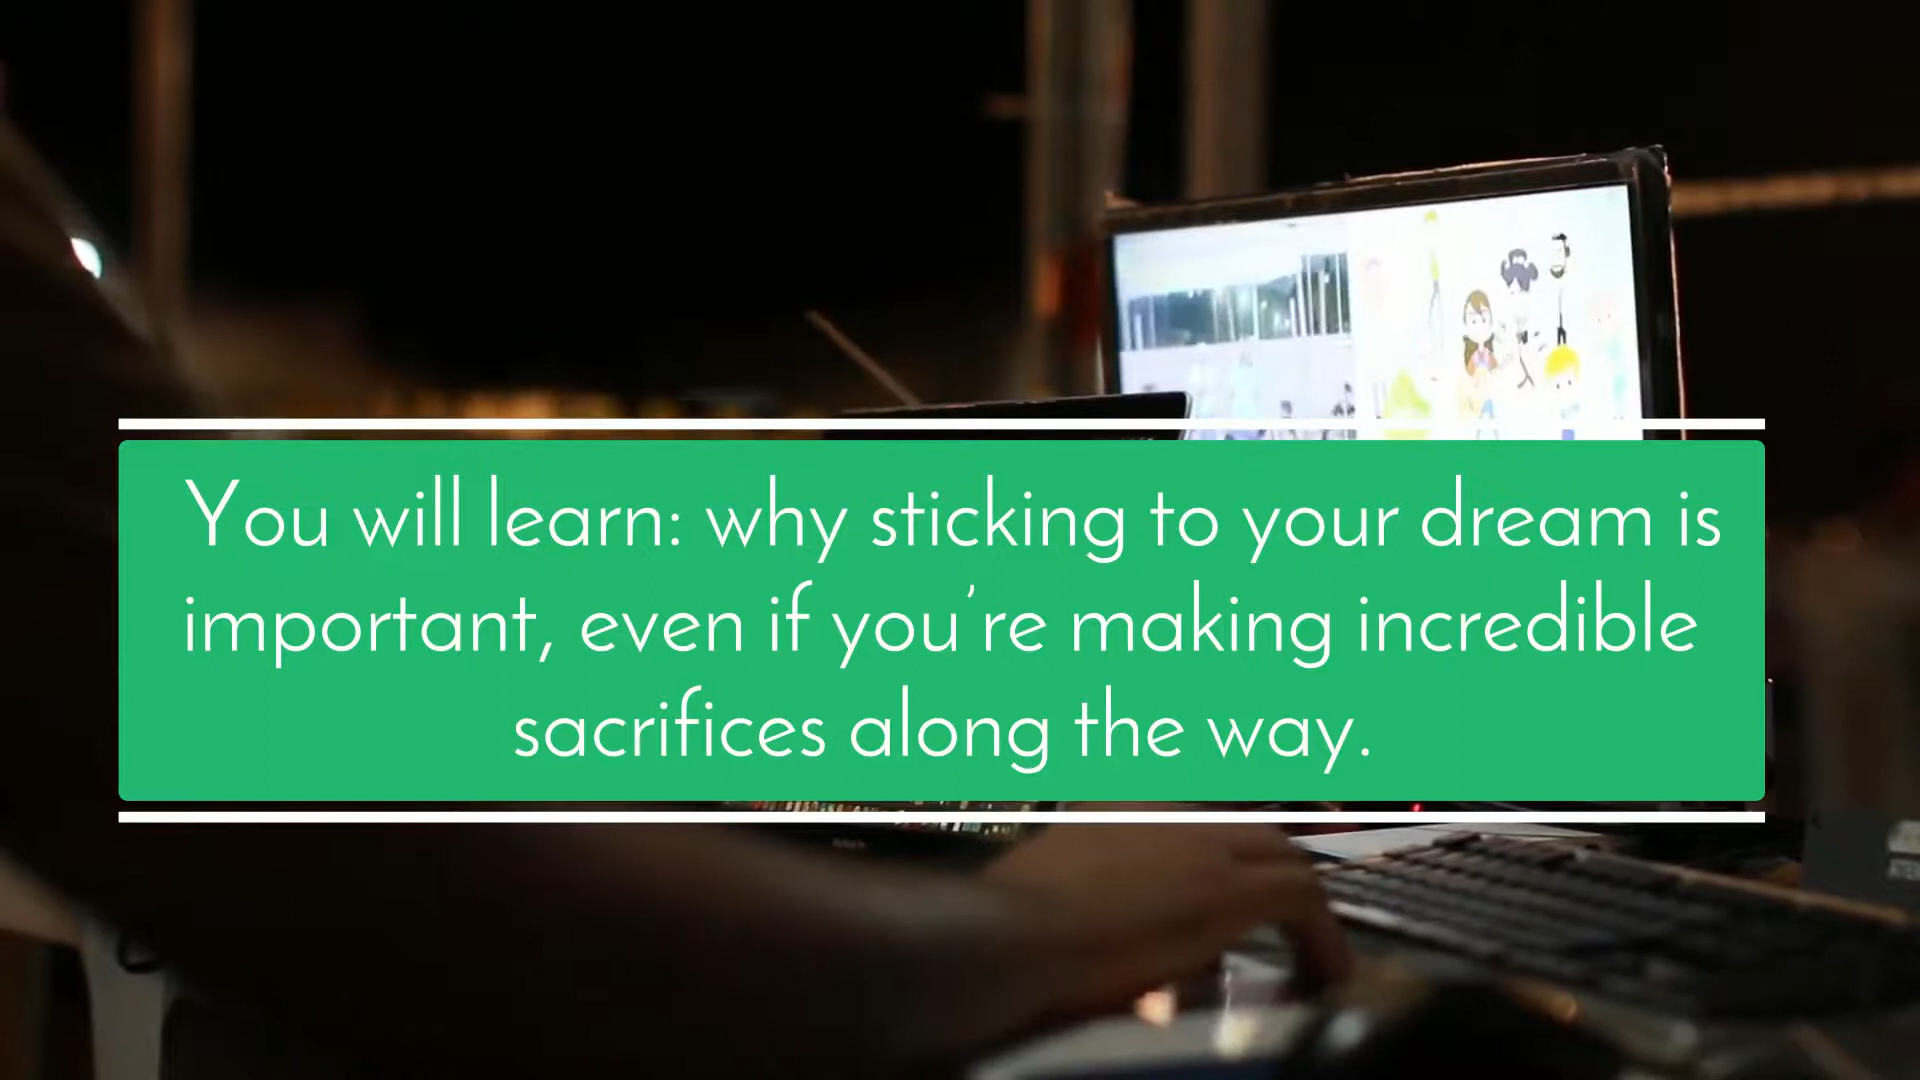 You will learn: why sticking to your dream is
important, even if you're making incredible
sacrifices along the way.